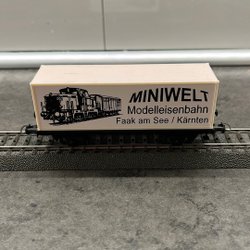 MINIWELT
Modelleisenbahn
Faak am See / Kärnten